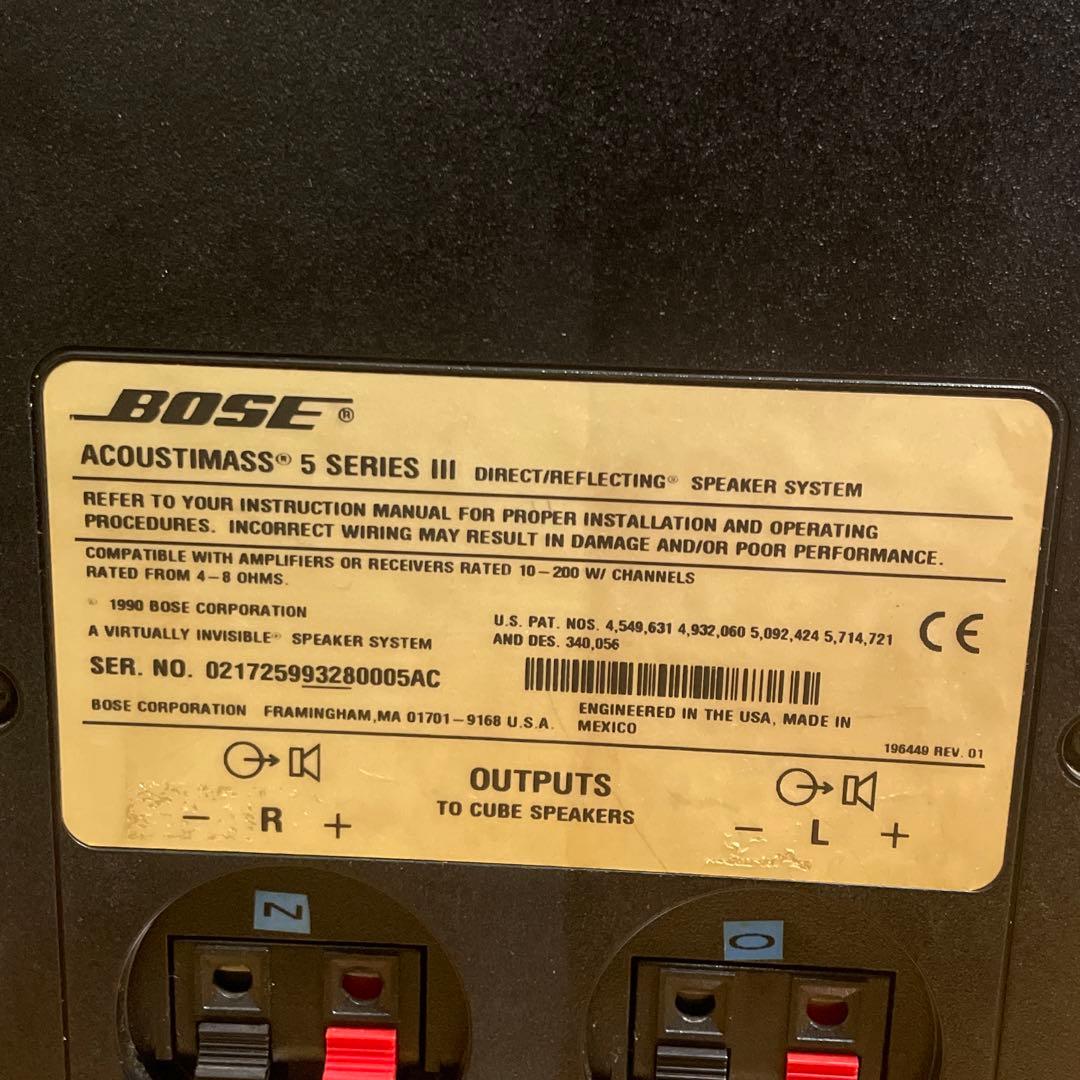 BOSE®
ACOUSTIMASS® 5 SERIES III DIRECT/REFLECTING® SPEAKER SYSTEM
REFER TO YOUR INSTRUCTION MANUAL FOR PROPER INSTALLATION AND OPERATING
PROCEDURES. INCORRECT WIRING MAY RESULT IN DAMAGE AND/OR POOR PERFORMANCE.
COMPATIBLE WITH AMPLIFIERS OR RECEIVERS RATED 10-200 W/ CHANNELS
RATED FROM 4-8 OHMS.
© 1990 BOSE CORPORATION
A VIRTUALLY INVISIBLE® SPEAKER SYSTEM
SER. NO. 021725993280005AC
U.S. PAT. NOS. 4,549,631 4,932,060 5,092,424 5,714,721
AND DES. 340,056
CE
BOSE CORPORATION FRAMINGHAM,MA 01701-9168 U.S.A.
ENGINEERED IN THE USA, MADE IN
MEXICO
196449 REV. 01
OUTPUTS
TO CUBE SPEAKERS
- R +
- L +
N
O